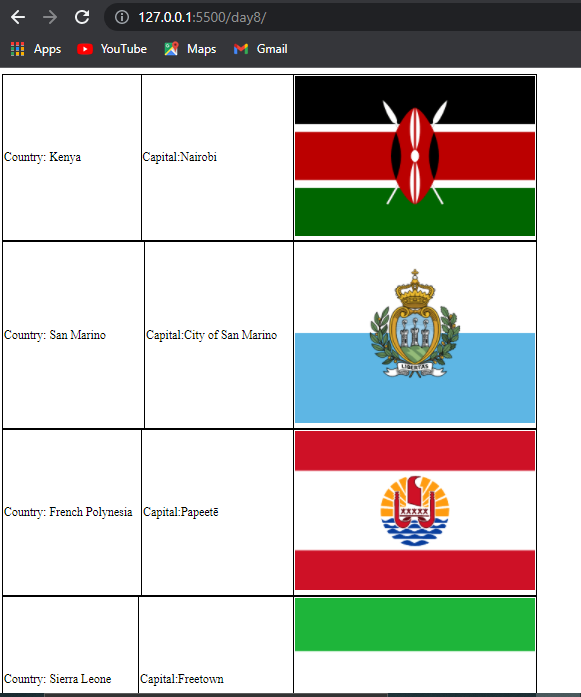 127.0.0.1:5500/day8/
Apps YouTube Maps Gmail
Country: Kenya Capital:Nairobi
Country: San Marino Capital:City of San Marino
LIBERTAS
Country: French Polynesia Capital:Papeetē
Country: Sierra Leone Capital:Freetown